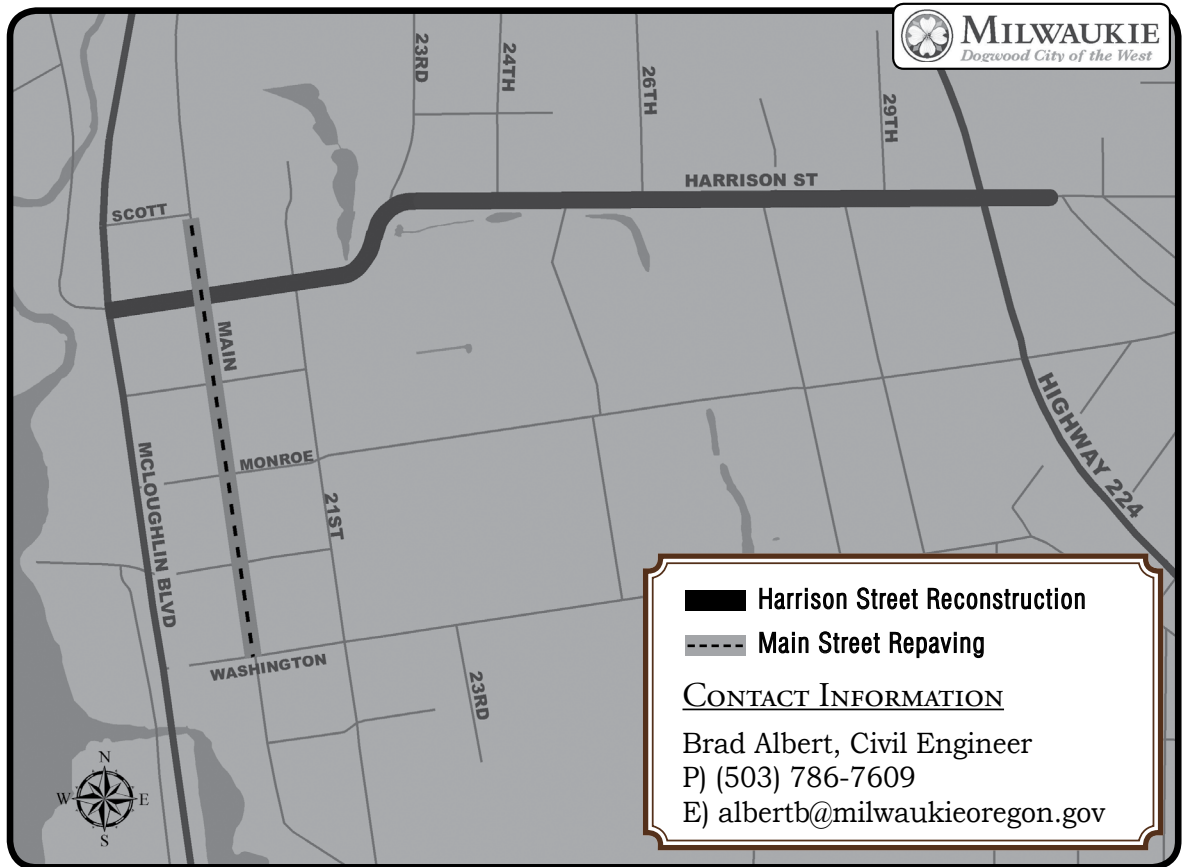 MILWAUKIE
Dogwood City of the West
23RD
24TH
26TH
29TH
HARRISON ST
SCOTT
MAIN
MONROE
21ST
MCLOUGHLIN BLVD
HIGHWAY 224
WASHINGTON
23RD
Harrison Street Reconstruction
Main Street Repaving
CONTACT INFORMATION
Brad Albert, Civil Engineer
P) (503) 786-7609
E) albertb@milwaukieoregon.gov
N
W E
S